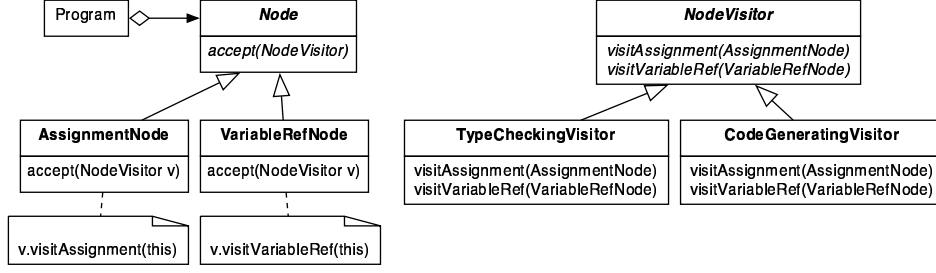 Program
Node
accept(NodeVisitor)
AssignmentNode
accept(NodeVisitor v)
v.visitAssignment(this)
VariableRefNode
accept(NodeVisitor v)
v.visitVariableRef(this)
NodeVisitor
visitAssignment(AssignmentNode)
visitVariableRef(VariableRefNode)
TypeCheckingVisitor
visitAssignment(AssignmentNode)
visitVariableRef(VariableRefNode)
CodeGeneratingVisitor
visitAssignment(AssignmentNode)
visitVariableRef(VariableRefNode)